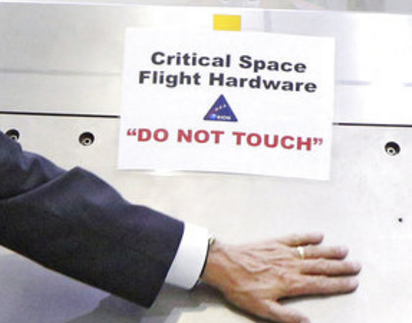 Critical Space
Flight Hardware
“DO NOT TOUCH”